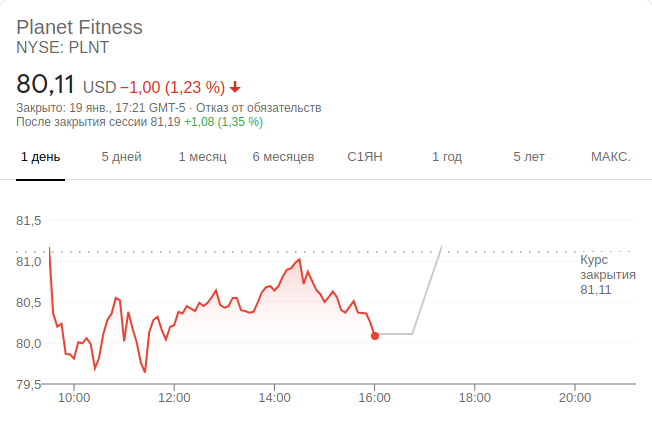 Planet Fitness
NYSE: PLNT
80,11 USD −1,00 (1,23 %)
Закрыто: 19 янв., 17:21 GMT-5 · Отказ от обязательств
После закрытия сессии 81,19 +1,08 (1,35 %)
1 день 5 дней 1 месяц 6 месяцев С1ЯН 1 год 5 лет МАКС.
81,5
81,0
80,5
80,0
79,5
Курс
закрытия
81,11
10:00 12:00 14:00 16:00 18:00 20:00